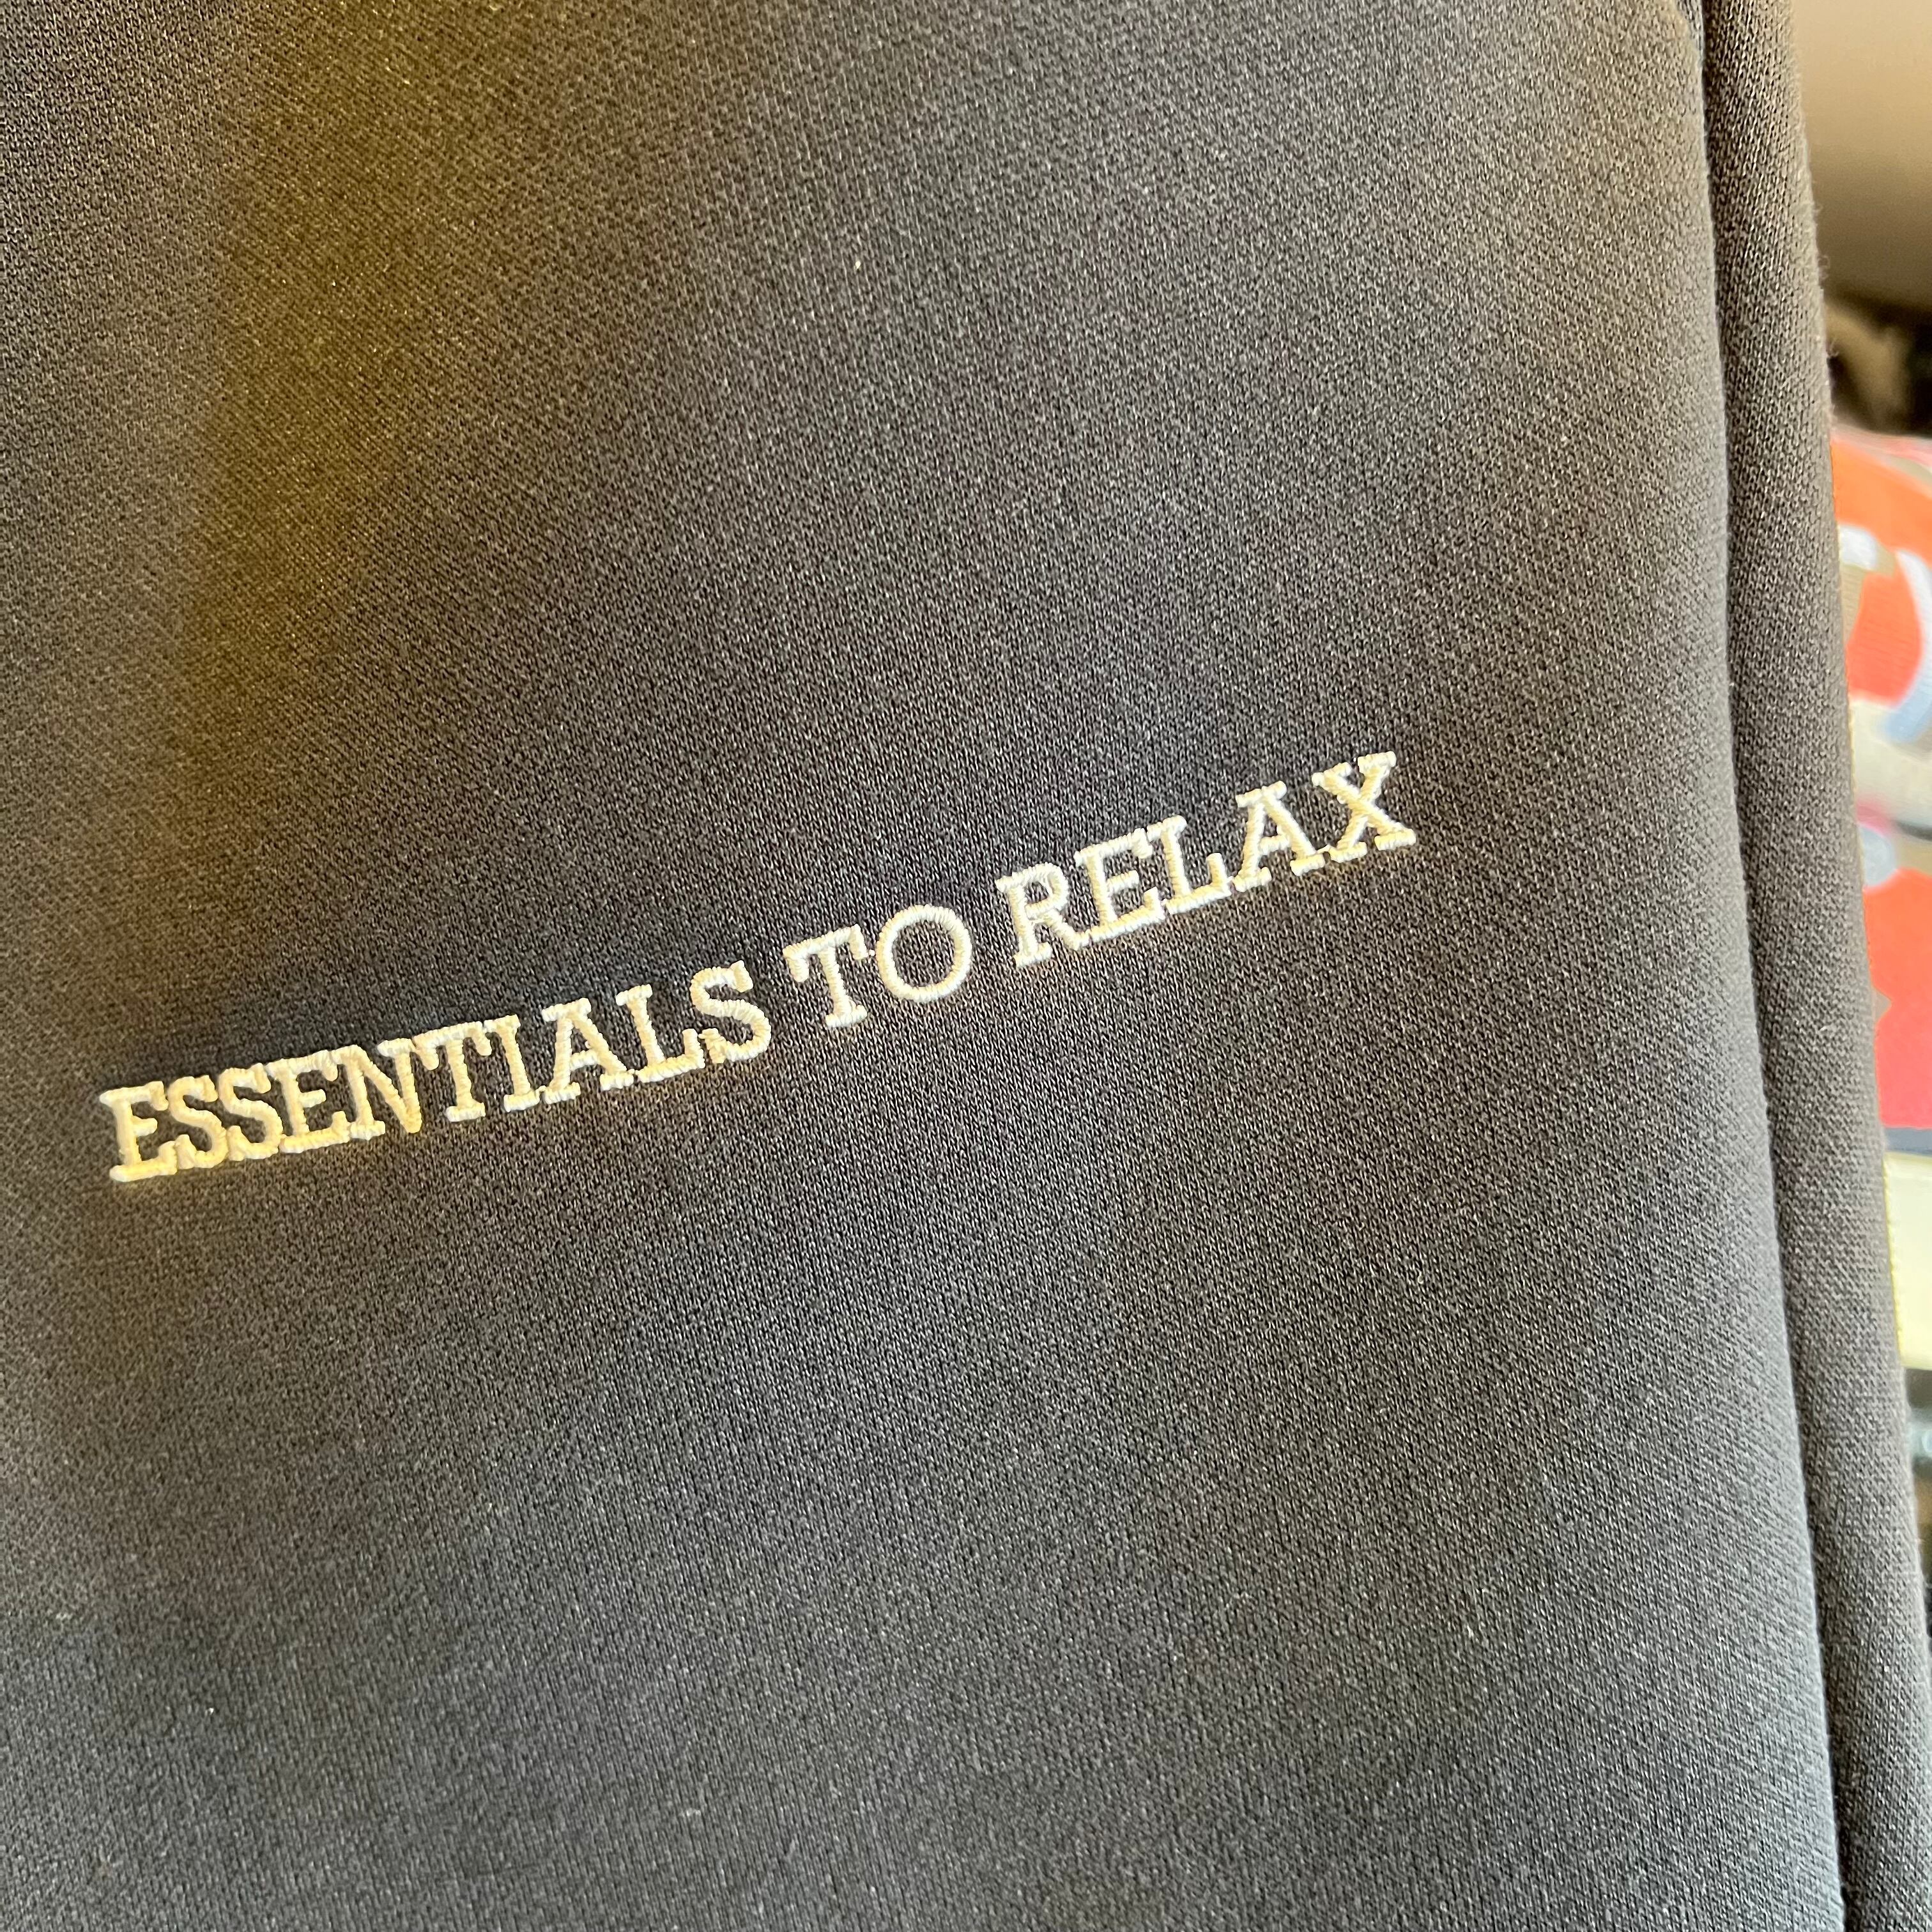 ESSENTIALS TO RELAX